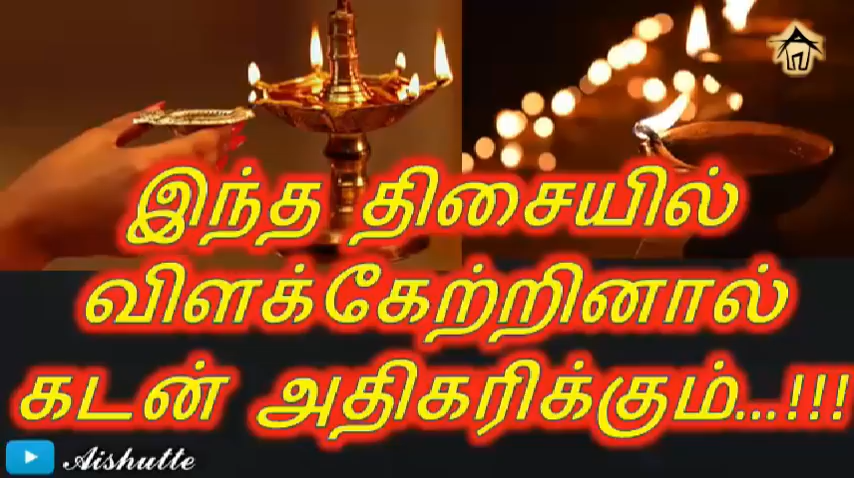 இந்த திசையில்
விளக்கேற்றினால்
கடன் அதிகரிக்கும்...!!!
Aishutte